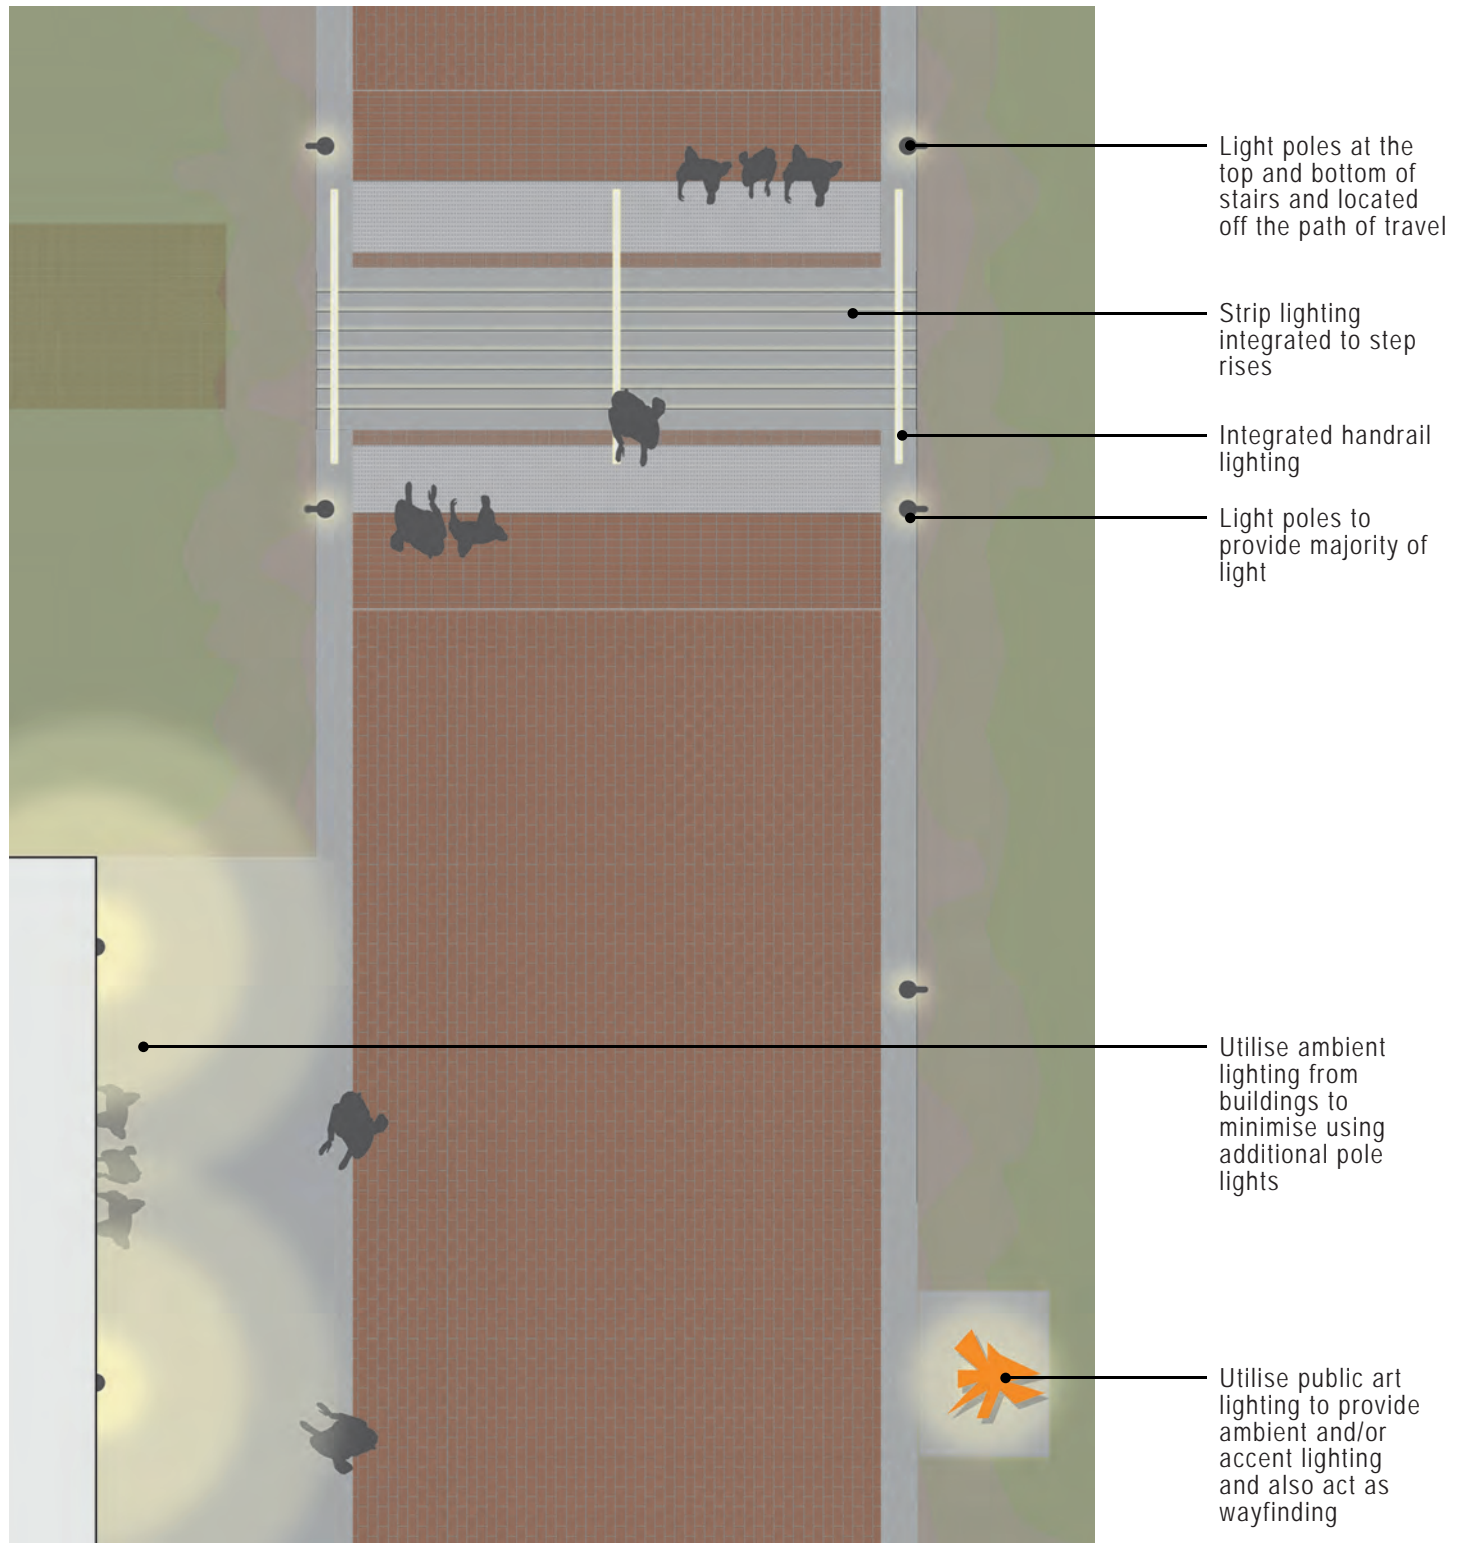 Light poles at the
top and bottom of
stairs and located
off the path of travel
Strip lighting
integrated to step
rises
Integrated handrail
lighting
Light poles to
provide majority of
light
Utilise ambient
lighting from
buildings to
minimise using
additional pole
lights
Utilise public art
lighting to provide
ambient and/or
accent lighting
and also act as
wayfinding